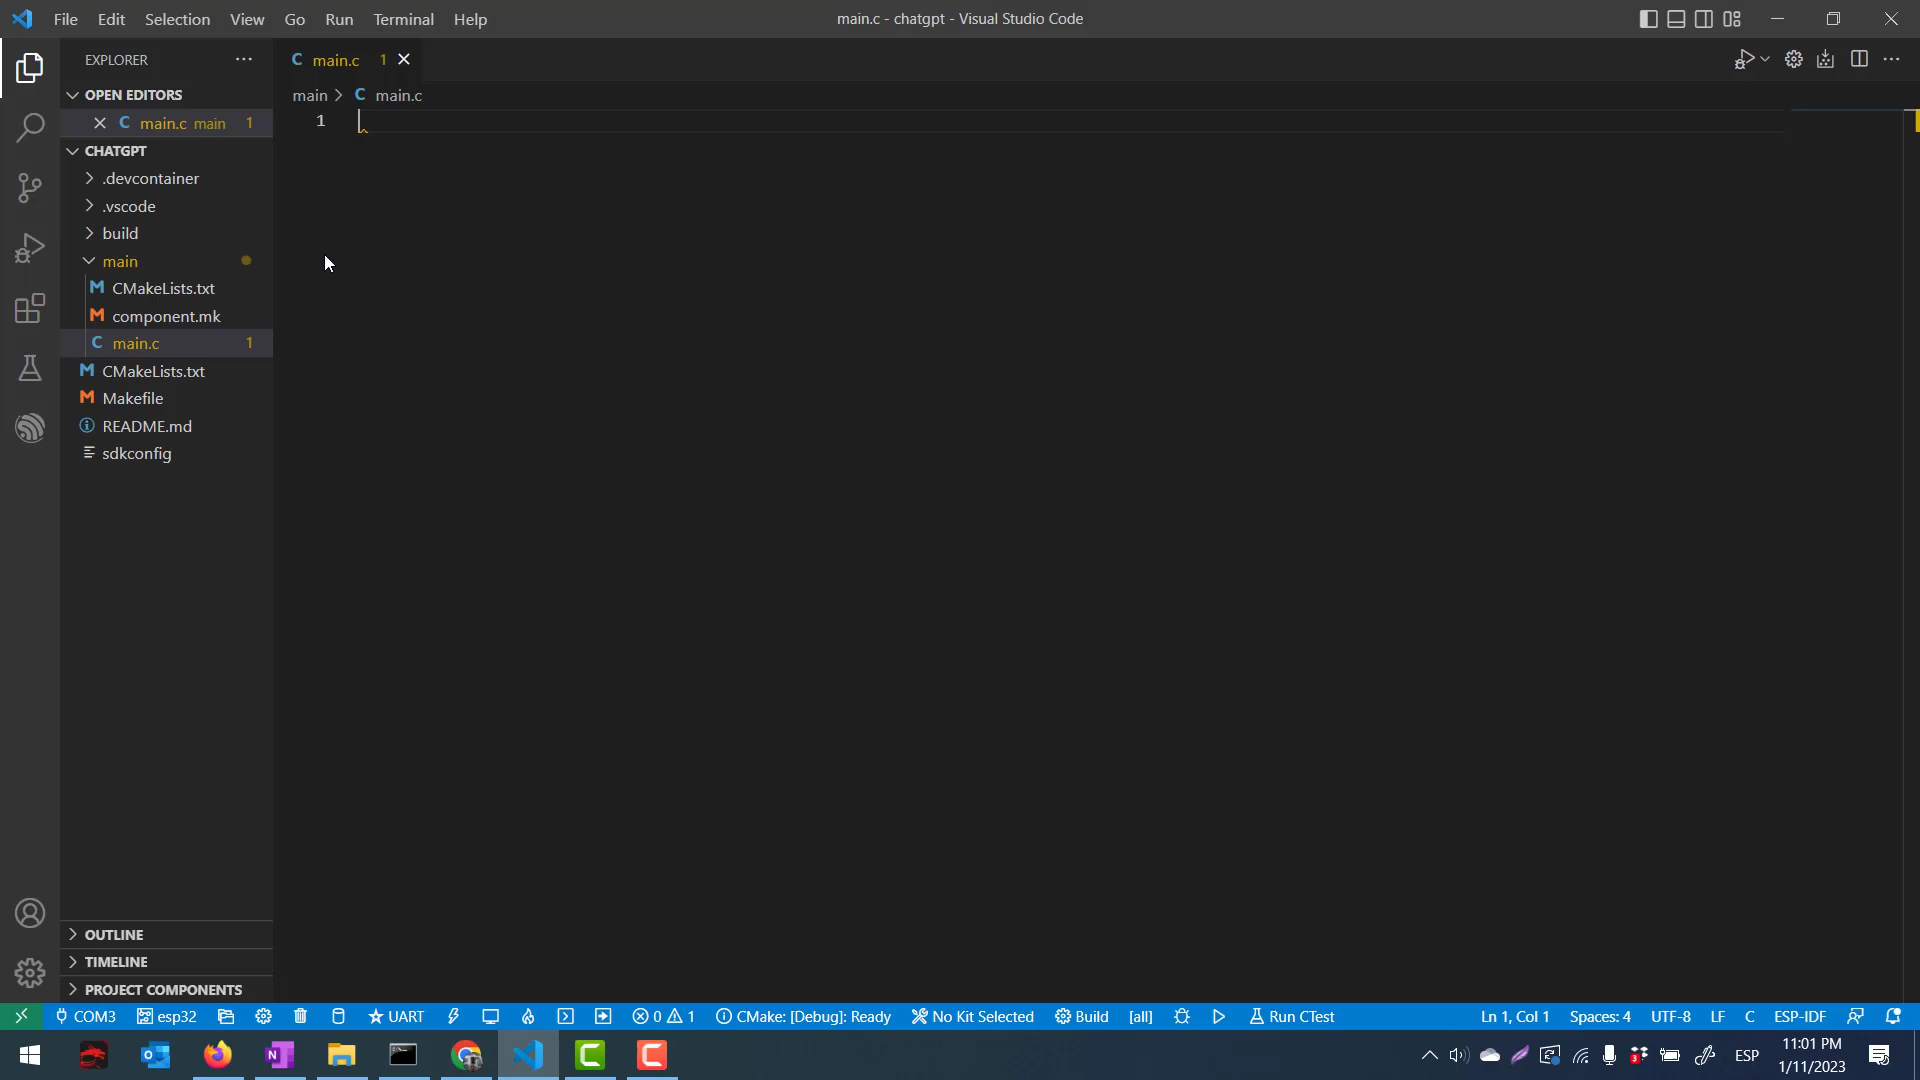 File Edit Selection View Go Run Terminal Help
main.c - chatgpt - Visual Studio Code
EXPLORER
OPEN EDITORS
main.c main 1
CHATGPT
.devcontainer
.vscode
build
main
CMakeLists.txt
component.mk
main.c 1
CMakeLists.txt
Makefile
README.md
sdkconfig
OUTLINE
TIMELINE
PROJECT COMPONENTS
main.c 1
main > main.c
1
COM3 esp32 UART 0 1 CMake: [Debug]: Ready No Kit Selected Build [all] Run CTest Ln 1, Col 1 Spaces: 4 UTF-8 LF C ESP-IDF
ESP
11:01 PM
1/11/2023